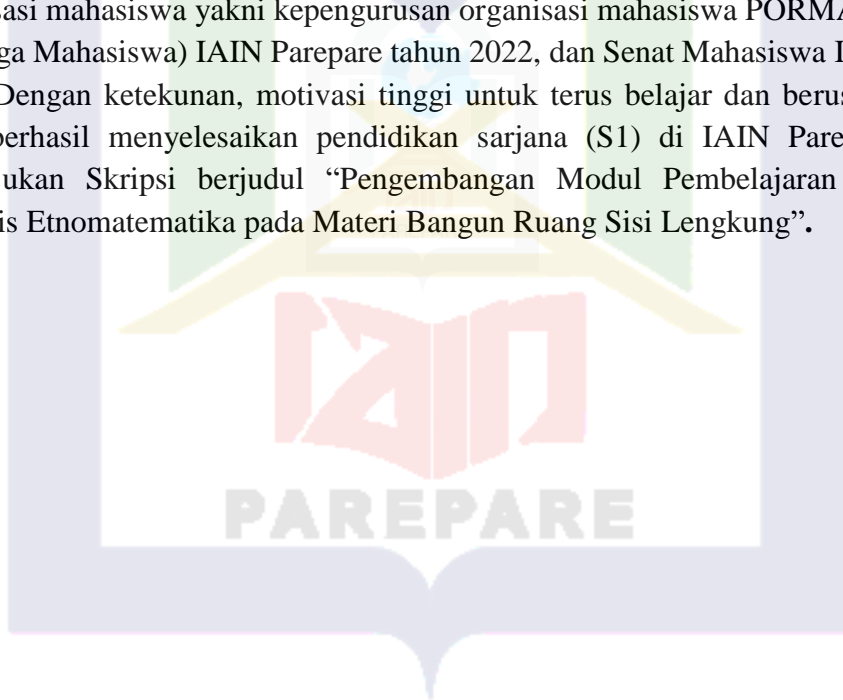 sasi mahasiswa yakni kepengurusan organisasi mahasiswa PORMA
ga Mahasiswa) IAIN Parepare tahun 2022, dan Senat Mahasiswa I
Dengan ketekunan, motivasi tinggi untuk terus belajar dan berus
berhasil menyelesaikan pendidikan sarjana (S1) di IAIN Pare
ukan Skripsi berjudul “Pengembangan Modul Pembelajaran
is Etnomatematika pada Materi Bangun Ruang Sisi Lengkung”.
iain
PAREPARE